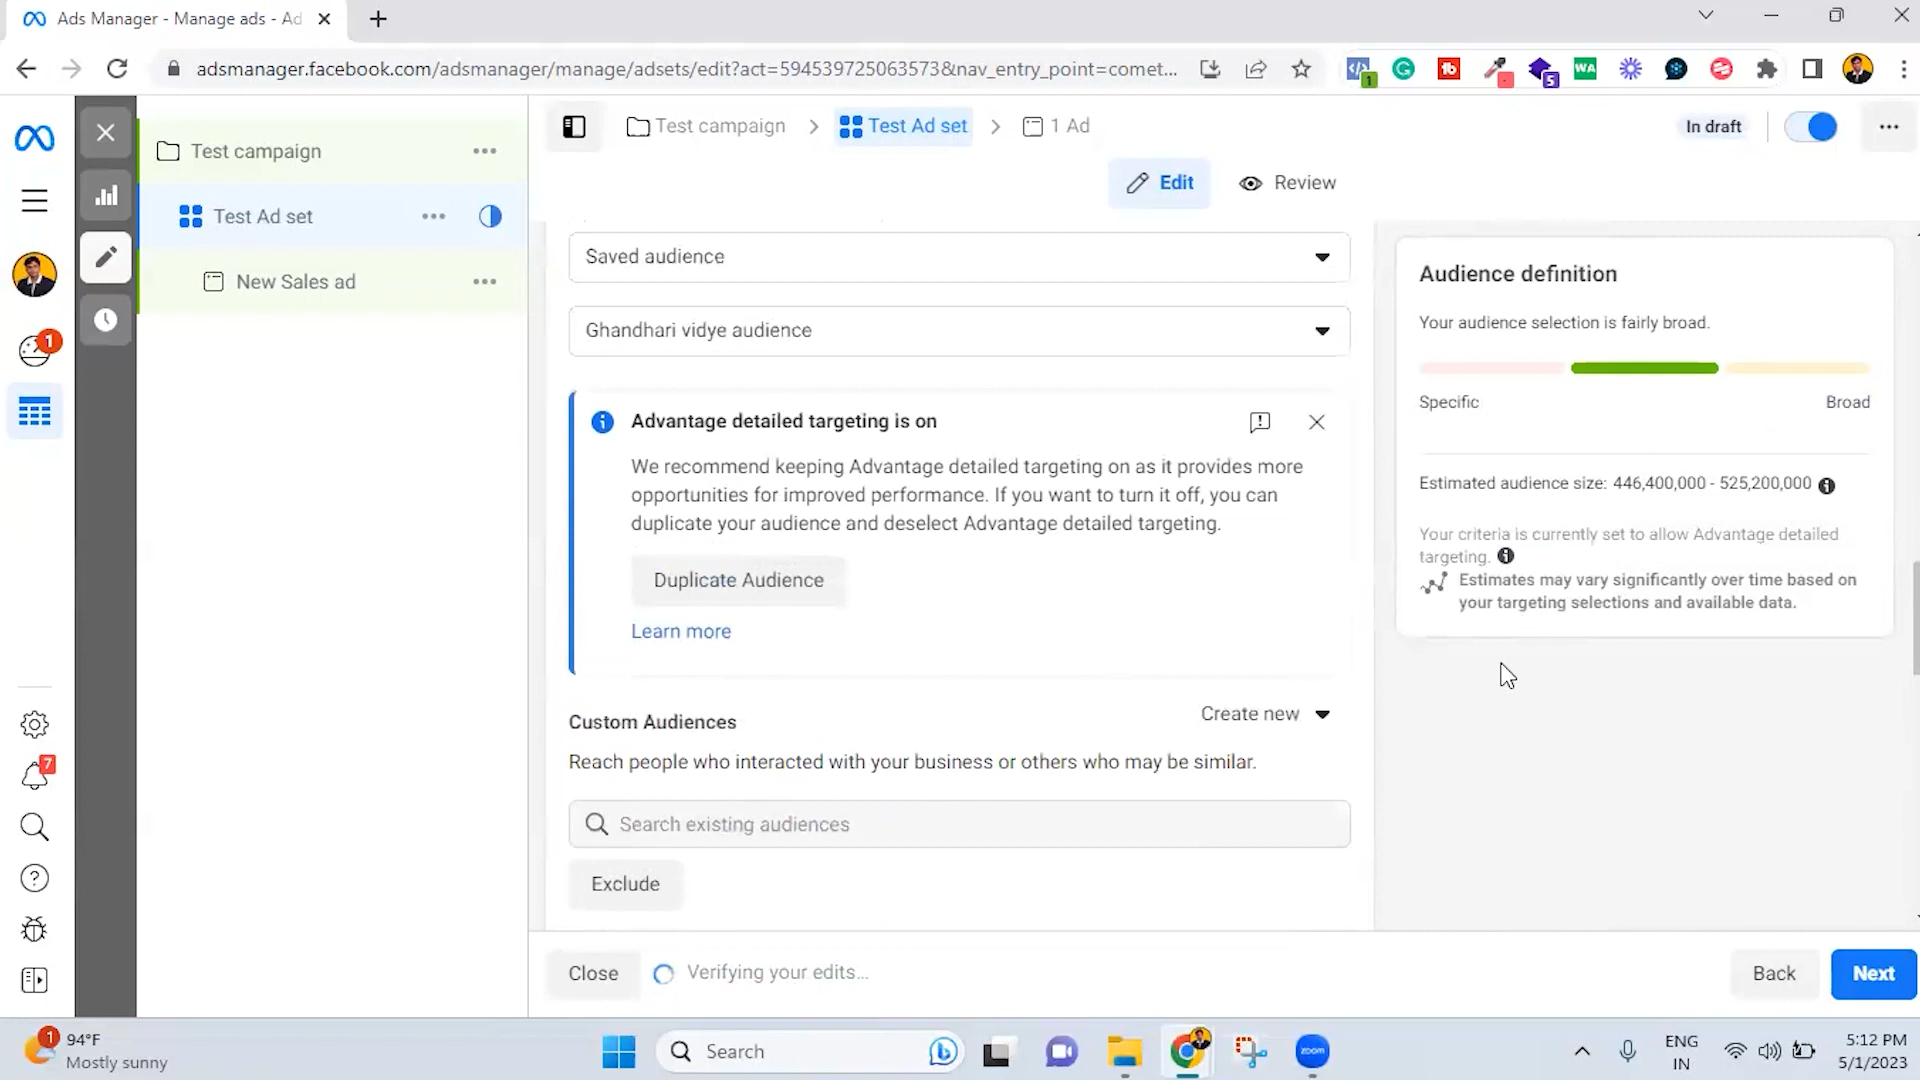 Ads Manager - Manage ads - Ad
adsmanager.facebook.com/adsmanager/manage/adsets/edit?act=594539725063573&nav_entry_point=comet...
1
5
WA
Test campaign
Test Ad set
New Sales ad
Test campaign
Test Ad set
1 Ad
In draft
Edit
Review
1
7
Saved audience
Ghandhari vidye audience
Advantage detailed targeting is on
We recommend keeping Advantage detailed targeting on as it provides more
opportunities for improved performance. If you want to turn it off, you can
duplicate your audience and deselect Advantage detailed targeting.
Duplicate Audience
Learn more
Custom Audiences
Create new
Reach people who interacted with your business or others who may be similar.
Search existing audiences
Exclude
Audience definition
Your audience selection is fairly broad.
Specific
Broad
Estimated audience size: 446,400,000 - 525,200,000
Your criteria is currently set to allow Advantage detailed
targeting.
Estimates may vary significantly over time based on
your targeting selections and available data.
Close
Verifying your edits...
Back
Next
1
94°F
Mostly sunny
Search
zoom
ENG
IN
5:12 PM
5/1/2023